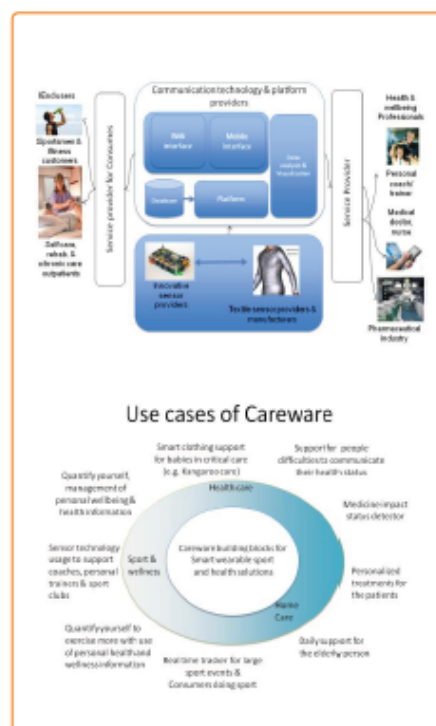 Endusers
Sportsmen &
fitness
customers
Selfcare,
rehab, &
chronic care
outpatients
Service provider for Consumers
Communication technology & platform
providers
Web
interface
Mobile
interface
Data
analysis &
Visualisation
Database
Platform
Innovative
sensor
providers
Textile sensor providers &
manufacturers
Service Provider
Health &
wellbeing
Professionals
Personal
coach/
trainer
Medical
doctor,
nurse
Pharmaceutical
industry
Use cases of Careware
Smart clothing support
for babies in critical care
(e.g. Kangaroo care)
Support for people
difficulties to communicate
their health status
Quantify yourself,
management of
personal wellbeing &
health information
Healthcare
Medicine impact
status detector
Sensor technology
usage to support
coaches, personal
trainers & sport
clubs
Sport &
wellness
Careware building blocks for
Smart wearable sport
and health solutions
Personalized
treatments for
the patients
Home
Care
Quantify yourself to
exercise more with use
of personal health and
wellness information
Real time tracker for large
sport events &
Consumers doing sport
Daily support for
the elderly person